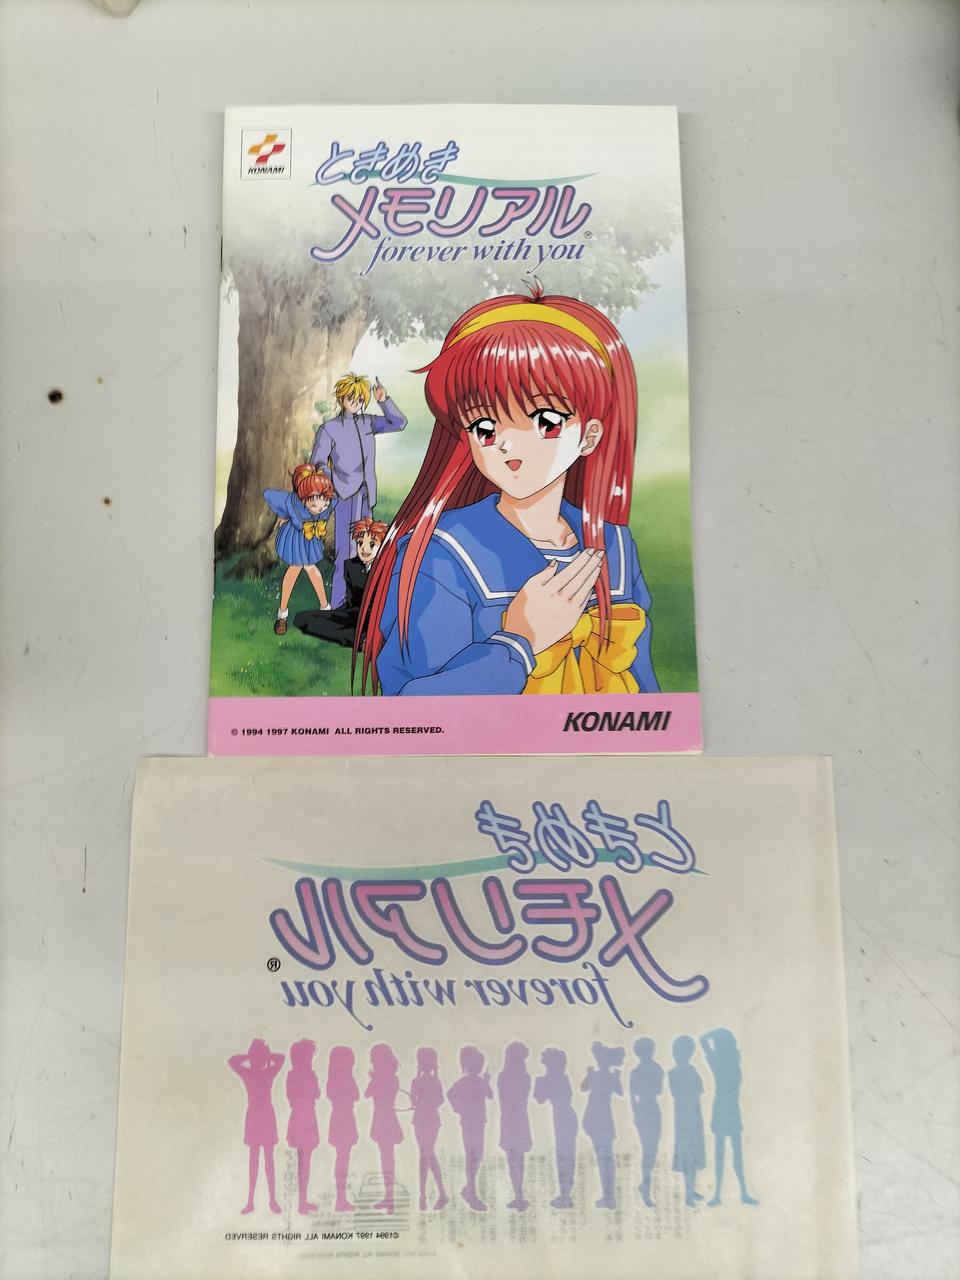 KONAMI
ときめき
メモリアル®
forever with you
© 1994 1997 KONAMI ALL RIGHTS RESERVED.
KONAMI
ときめき
メモリアル®
forever with you
©1994 1997 KONAMI ALL RIGHTS RESERVED